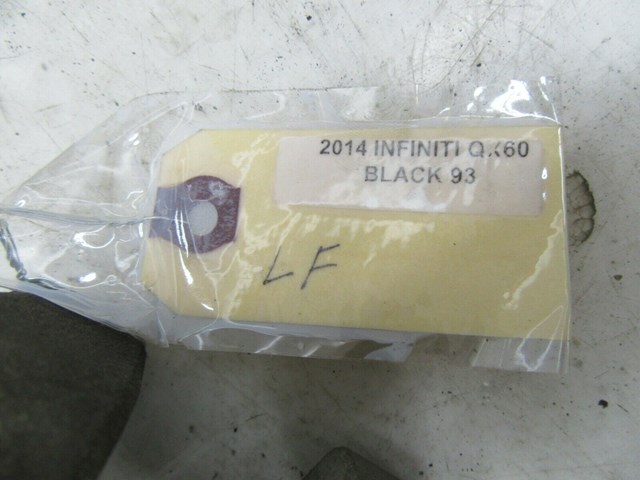 2014 INFINITI QX60
BLACK 93
LF